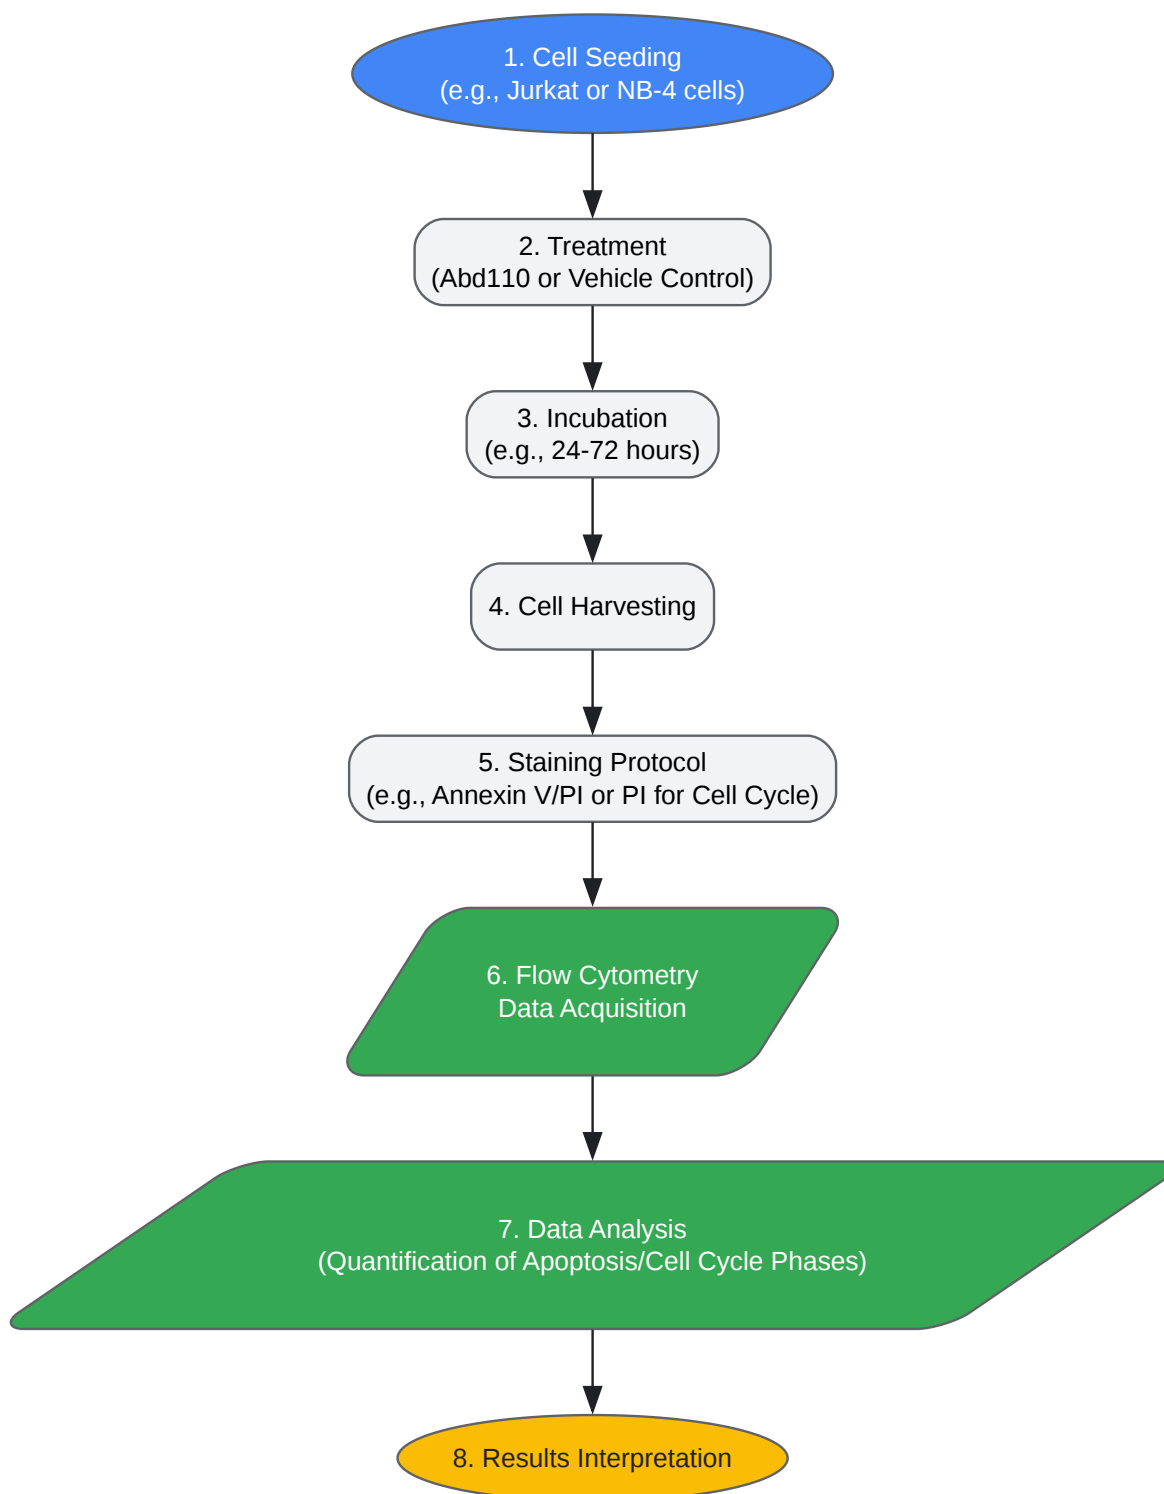 1. Cell Seeding
(e.g., Jurkat or NB-4 cells)
2. Treatment
(Abd110 or Vehicle Control)
3. Incubation
(e.g., 24-72 hours)
4. Cell Harvesting
5. Staining Protocol
(e.g., Annexin V/PI or PI for Cell Cycle)
6. Flow Cytometry
Data Acquisition
7. Data Analysis
(Quantification of Apoptosis/Cell Cycle Phases)
8. Results Interpretation